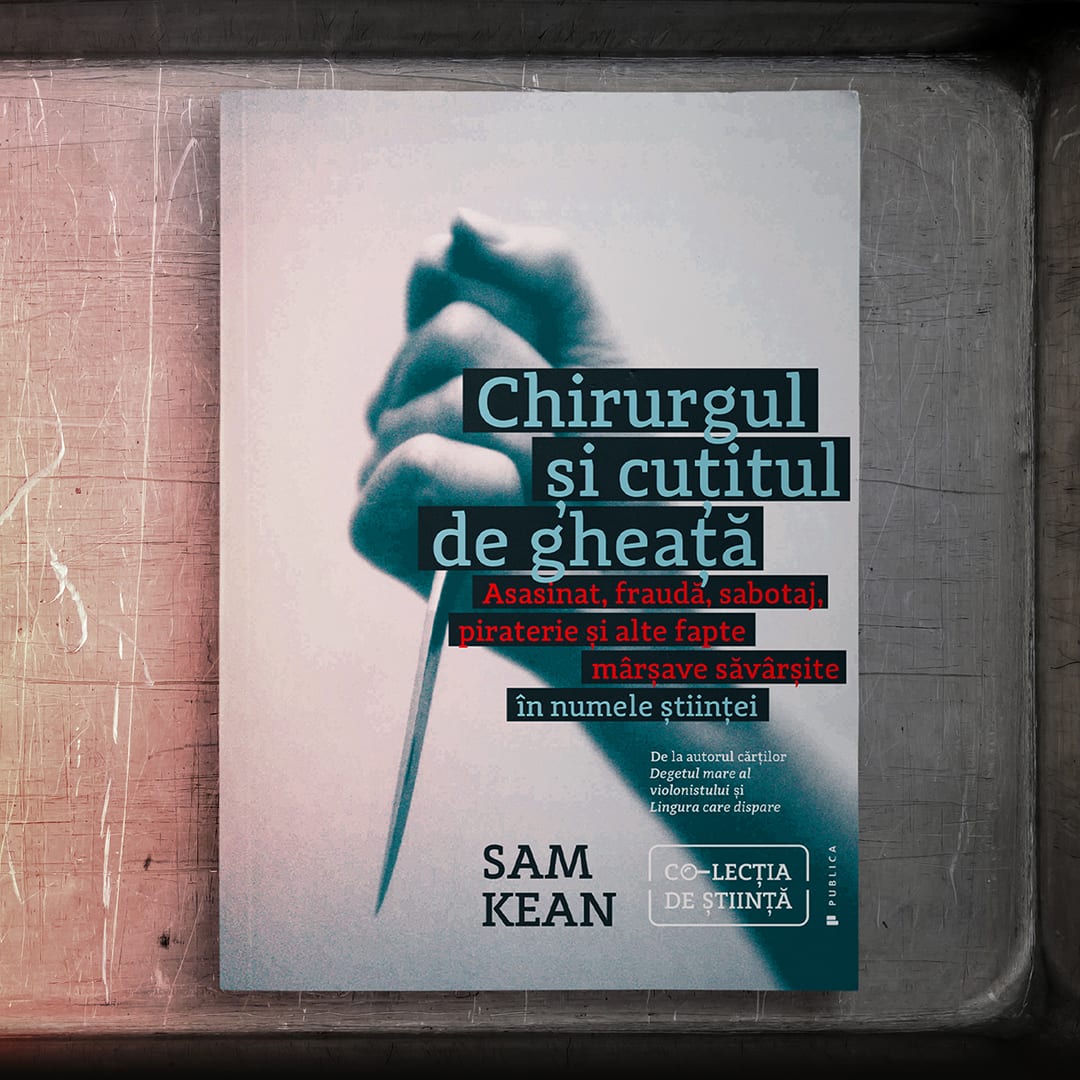 Chirurgul
și cuțitul
de gheață
Asasinat, fraudă, sabotaj,
piraterie și alte fapte
mârșave săvârșite
în numele științei
De la autorul cărților
Degetul mare al
violonistului și
Lingura care dispare
SAM
KEAN
CO-LECȚIA
DE ȘTIINȚĂ
PUBLICA